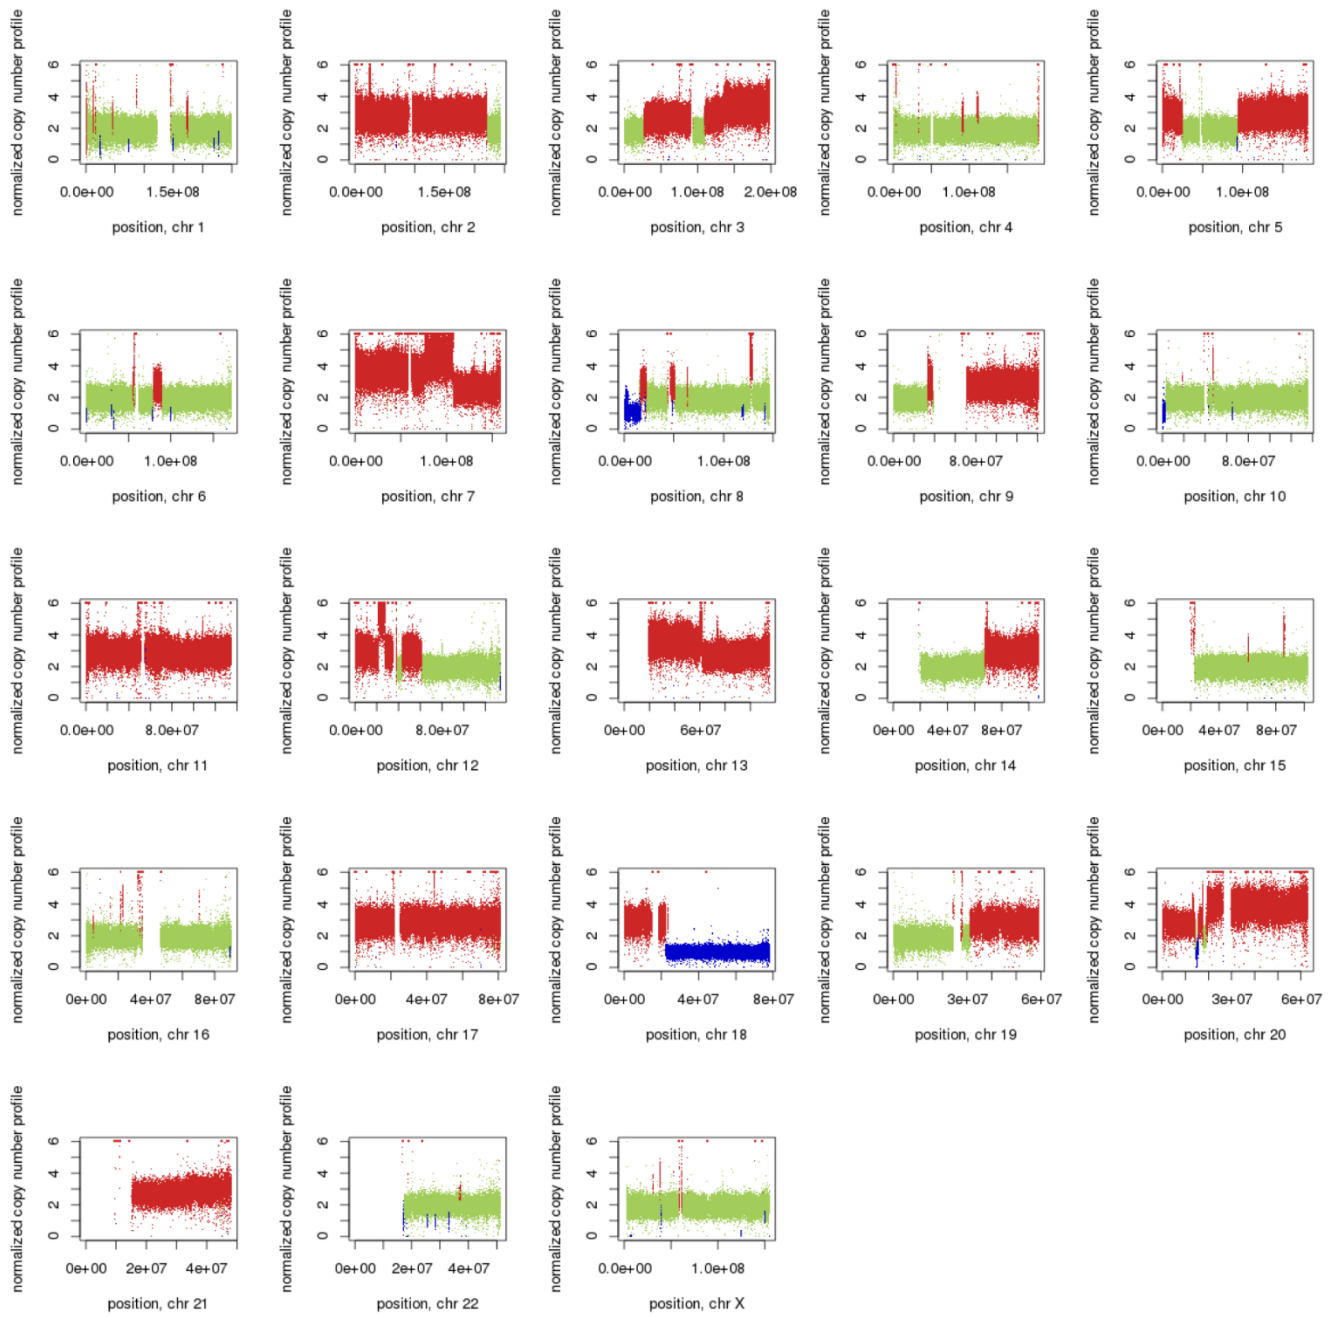 normalized copy number profile
0 2 4 6
0.0e+00 1.5e+08
position, chr 1
normalized copy number profile
0 2 4 6
0.0e+00 1.5e+08
position, chr 2
normalized copy number profile
0 2 4 6
0.0e+00 1.0e+08 2.0e+08
position, chr 3
normalized copy number profile
0 2 4 6
0.0e+00 1.0e+08
position, chr 4
normalized copy number profile
0 2 4 6
0.0e+00 1.0e+08
position, chr 5
normalized copy number profile
0 2 4 6
0.0e+00 1.0e+08
position, chr 6
normalized copy number profile
0 2 4 6
0.0e+00 1.0e+08
position, chr 7
normalized copy number profile
0 2 4 6
0.0e+00 1.0e+08
position, chr 8
normalized copy number profile
0 2 4 6
0.0e+00 8.0e+07
position, chr 9
normalized copy number profile
0 2 4 6
0.0e+00 8.0e+07
position, chr 10
normalized copy number profile
0 2 4 6
0.0e+00 8.0e+07
position, chr 11
normalized copy number profile
0 2 4 6
0.0e+00 8.0e+07
position, chr 12
normalized copy number profile
0 2 4 6
0e+00 6e+07
position, chr 13
normalized copy number profile
0 2 4 6
0e+00 4e+07 8e+07
position, chr 14
normalized copy number profile
0 2 4 6
0e+00 4e+07 8e+07
position, chr 15
normalized copy number profile
0 2 4 6
0e+00 4e+07 8e+07
position, chr 16
normalized copy number profile
0 2 4 6
0e+00 4e+07 8e+07
position, chr 17
normalized copy number profile
0 2 4 6
0e+00 4e+07 8e+07
position, chr 18
normalized copy number profile
0 2 4 6
0e+00 3e+07 6e+07
position, chr 19
normalized copy number profile
0 2 4 6
0e+00 3e+07 6e+07
position, chr 20
normalized copy number profile
0 2 4 6
0e+00 2e+07 4e+07
position, chr 21
normalized copy number profile
0 2 4 6
0e+00 2e+07 4e+07
position, chr 22
normalized copy number profile
0 2 4 6
0.0e+00 1.0e+08
position, chr X